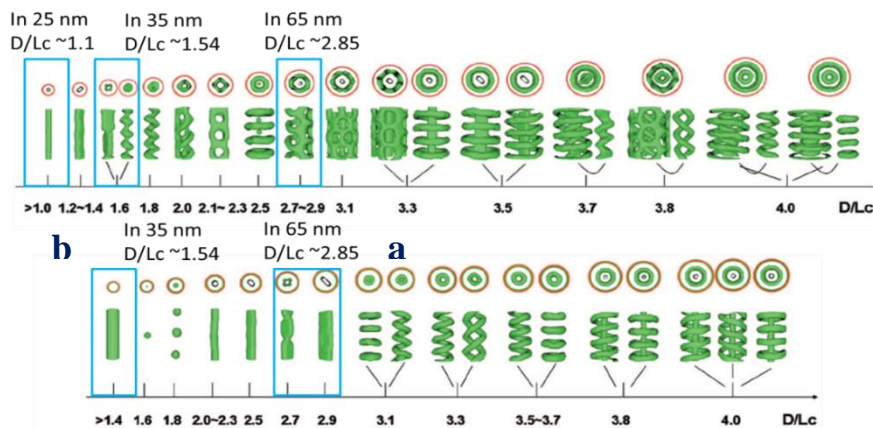 In 25 nm
D/Lc ~1.1
In 35 nm
D/Lc ~1.54
In 65 nm
D/Lc ~2.85
>1.0 1.2~1.4 1.6 1.8 2.0 2.1~ 2.3 2.5 2.7~2.9 3.1 3.3 3.5 3.7 3.8 4.0 D/Lc
b
In 35 nm
D/Lc ~1.54
In 65 nm
D/Lc ~2.85
a
>1.4 1.6 1.8 2.0~2.3 2.5 2.7 2.9 3.1 3.3 3.5~3.7 3.8 4.0 D/Lc